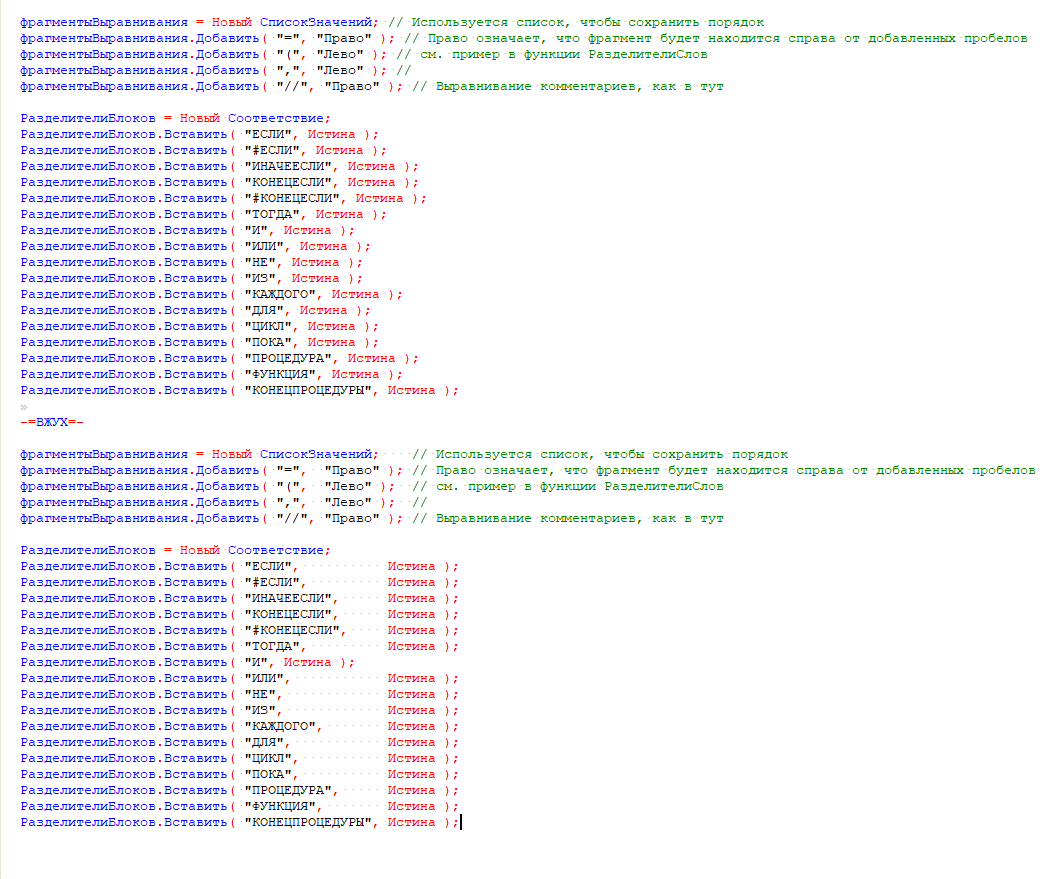 фрагментыВыравнивания = Новый СписокЗначений; // Используется список, чтобы сохранить порядок
фрагментыВыравнивания.Добавить( "=", "Право" ); // Право означает, что фрагмент будет находится справа от добавленных пробелов
фрагментыВыравнивания.Добавить( "(", "Лево" ); // см. пример в функции РазделителиСлов
фрагментыВыравнивания.Добавить( ",", "Лево" ); //
фрагментыВыравнивания.Добавить( "//", "Право" ); // Выравнивание комментариев, как в тут
РазделителиБлоков = Новый Соответствие;
РазделителиБлоков.Вставить( "ЕСЛИ", Истина );
РазделителиБлоков.Вставить( "#ЕСЛИ", Истина );
РазделителиБлоков.Вставить( "ИНАЧЕЕСЛИ", Истина );
РазделителиБлоков.Вставить( "КОНЕЦЕСЛИ", Истина );
РазделителиБлоков.Вставить( "#КОНЕЦЕСЛИ", Истина );
РазделителиБлоков.Вставить( "ТОГДА", Истина );
РазделителиБлоков.Вставить( "И", Истина );
РазделителиБлоков.Вставить( "ИЛИ", Истина );
РазделителиБлоков.Вставить( "НЕ", Истина );
РазделителиБлоков.Вставить( "ИЗ", Истина );
РазделителиБлоков.Вставить( "КАЖДОГО", Истина );
РазделителиБлоков.Вставить( "ДЛЯ", Истина );
РазделителиБлоков.Вставить( "ЦИКЛ", Истина );
РазделителиБлоков.Вставить( "ПОКА", Истина );
РазделителиБлоков.Вставить( "ПРОЦЕДУРА", Истина );
РазделителиБлоков.Вставить( "ФУНКЦИЯ", Истина );
РазделителиБлоков.Вставить( "КОНЕЦПРОЦЕДУРЫ", Истина );
»
-=ВЖУХ=-
фрагментыВыравнивания = Новый СписокЗначений;    // Используется список, чтобы сохранить порядок
фрагментыВыравнивания.Добавить( "=",  "Право" ); // Право означает, что фрагмент будет находится справа от добавленных пробелов
фрагментыВыравнивания.Добавить( "(",  "Лево" );  // см. пример в функции РазделителиСлов
фрагментыВыравнивания.Добавить( ",",  "Лево" );  //
фрагментыВыравнивания.Добавить( "//", "Право" ); // Выравнивание комментариев, как в тут
РазделителиБлоков = Новый Соответствие;
РазделителиБлоков.Вставить( "ЕСЛИ",           Истина );
РазделителиБлоков.Вставить( "#ЕСЛИ",          Истина );
РазделителиБлоков.Вставить( "ИНАЧЕЕСЛИ",      Истина );
РазделителиБлоков.Вставить( "КОНЕЦЕСЛИ",      Истина );
РазделителиБлоков.Вставить( "#КОНЕЦЕСЛИ",     Истина );
РазделителиБлоков.Вставить( "ТОГДА",          Истина );
РазделителиБлоков.Вставить( "И", Истина );
РазделителиБлоков.Вставить( "ИЛИ",            Истина );
РазделителиБлоков.Вставить( "НЕ",             Истина );
РазделителиБлоков.Вставить( "ИЗ",             Истина );
РазделителиБлоков.Вставить( "КАЖДОГО",        Истина );
РазделителиБлоков.Вставить( "ДЛЯ",            Истина );
РазделителиБлоков.Вставить( "ЦИКЛ",           Истина );
РазделителиБлоков.Вставить( "ПОКА",           Истина );
РазделителиБлоков.Вставить( "ПРОЦЕДУРА",      Истина );
РазделителиБлоков.Вставить( "ФУНКЦИЯ",        Истина );
РазделителиБлоков.Вставить( "КОНЕЦПРОЦЕДУРЫ", Истина );